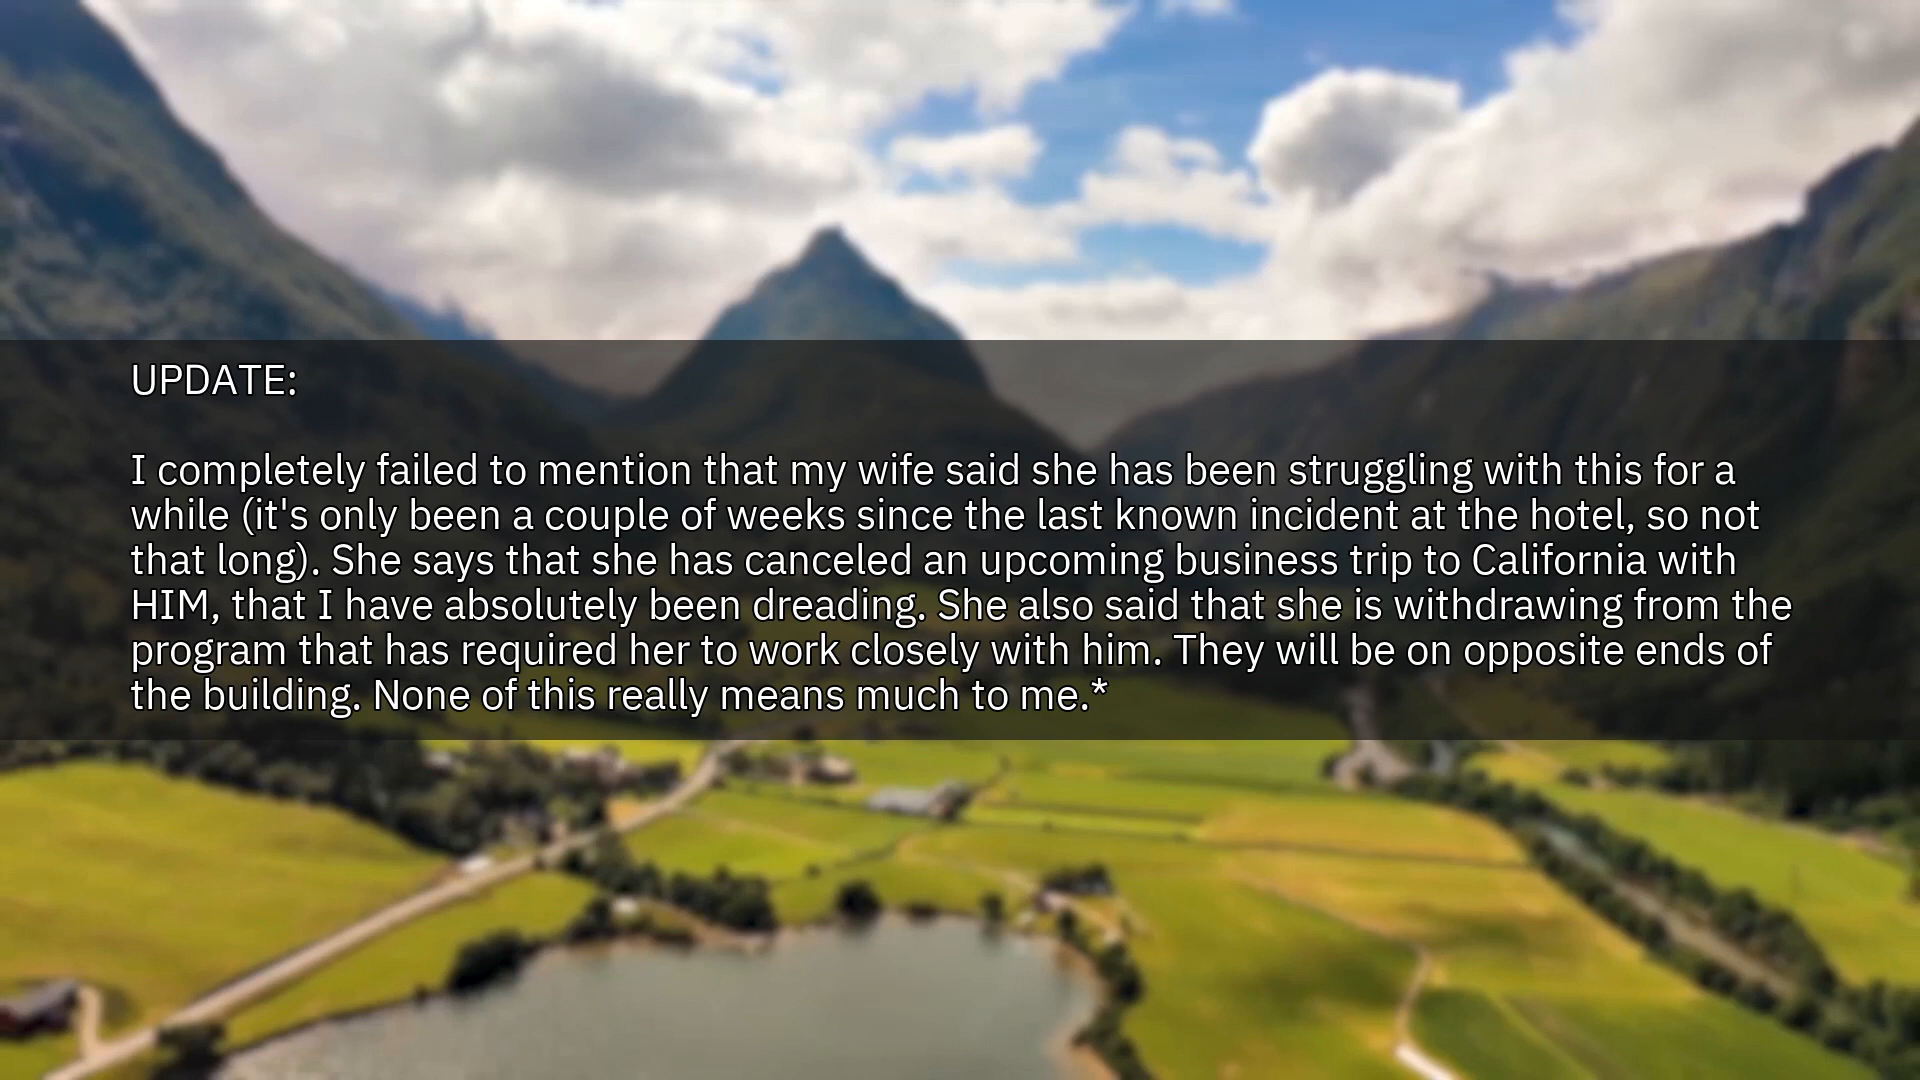 UPDATE:
I completely failed to mention that my wife said she has been struggling with this for a
while (it's only been a couple of weeks since the last known incident at the hotel, so not
that long). She says that she has canceled an upcoming business trip to California with
HIM, that I have absolutely been dreading. She also said that she is withdrawing from the
program that has required her to work closely with him. They will be on opposite ends of
the building. None of this really means much to me.*